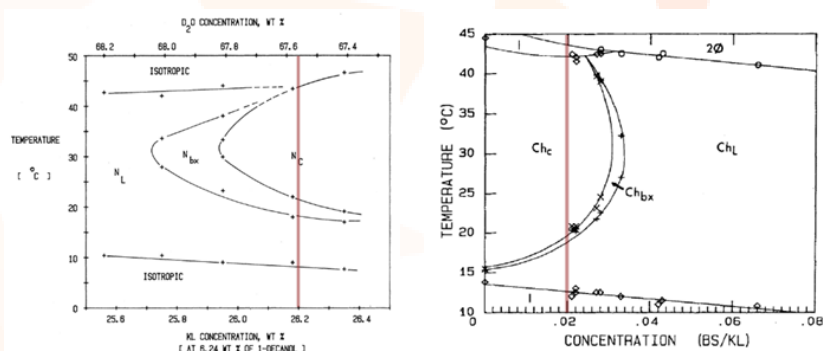 D2O CONCENTRATION, WT %
68.2 68.0 67.8 67.6 67.4
50
40
30
20
10
0
TEMPERATURE
[ °C ]
ISOTROPIC
NL
Nbx
NC
ISOTROPIC
25.6 25.8 26.0 26.2 26.4
KL CONCENTRATION, WT %
[ AT 6.24 WT % OF 1-DECANOL ]
45
40
35
30
25
20
15
10
TEMPERATURE (°C)
I
2Ø
ChC
ChL
Chbx
I
0 .02 .04 .06 .08
CONCENTRATION (BS/KL)